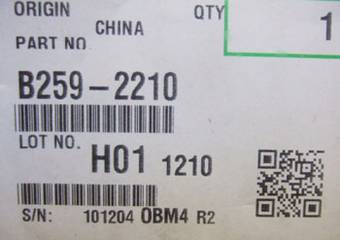 ORIGIN CHINA QTY 1
PART NO
B259-2210
LOT NO. H01 1210
S/N: 101204 OBM4 R2